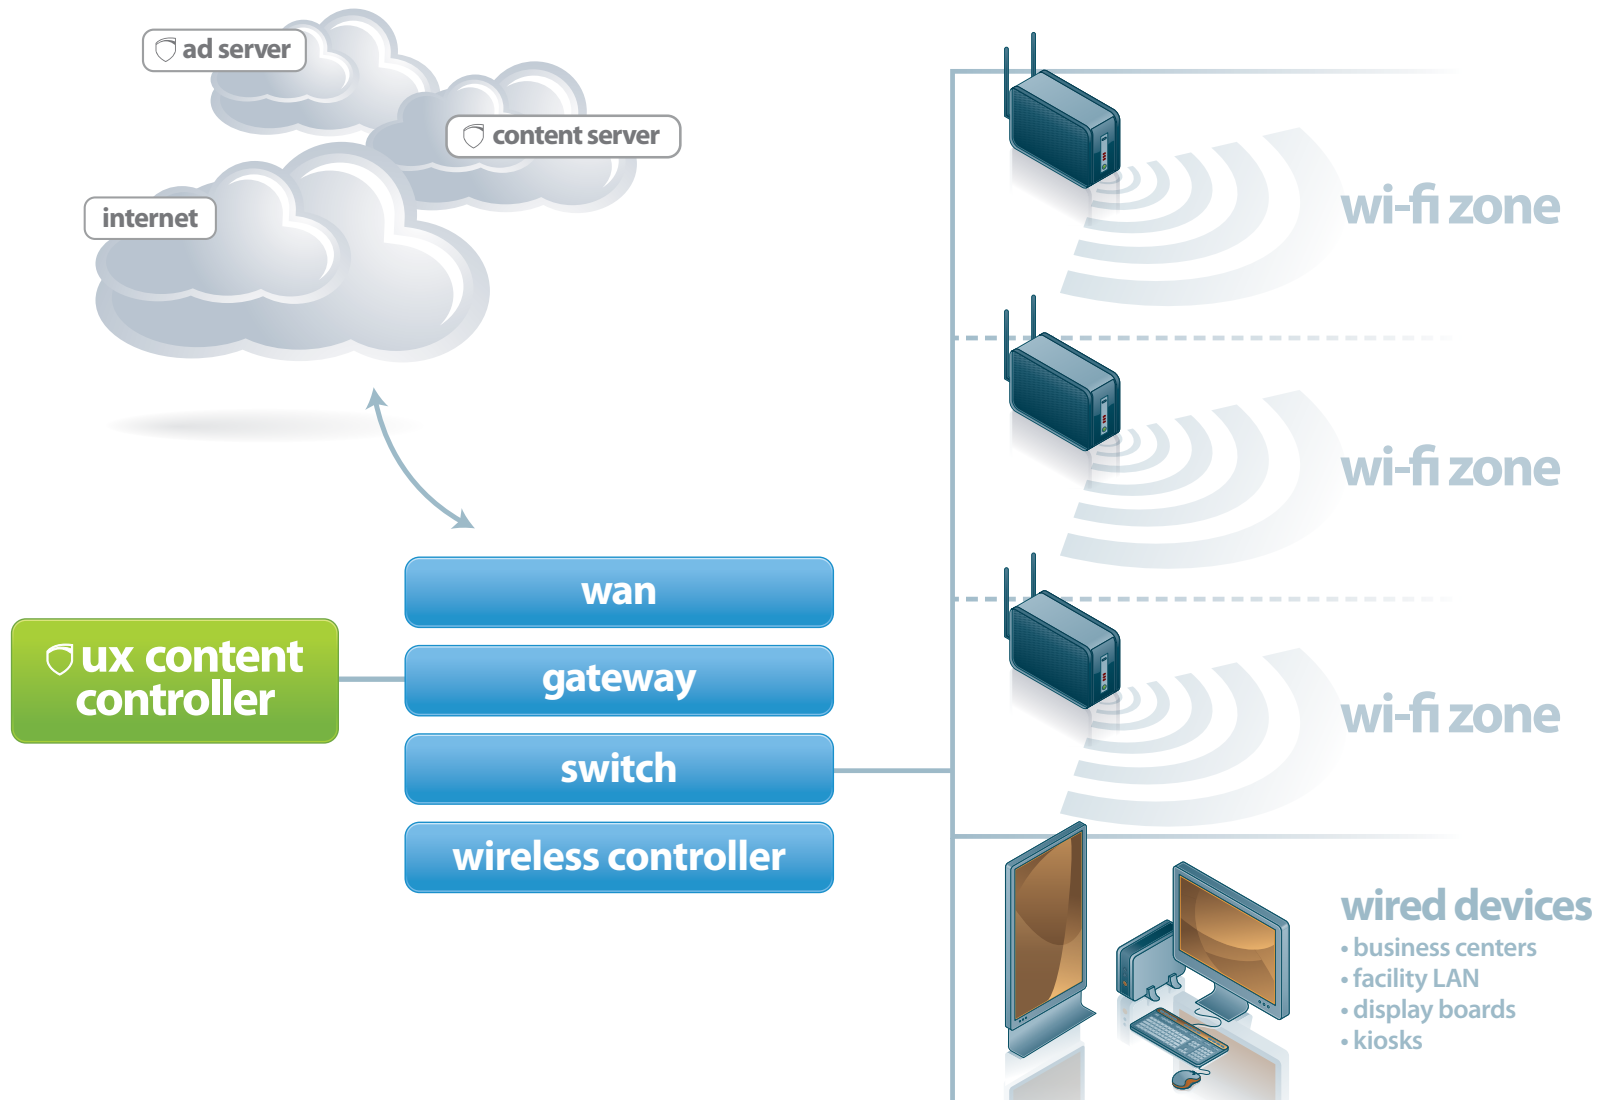 ad server
content server
internet
wi-fi zone
wi-fi zone
wi-fi zone
wan
gateway
switch
wireless controller
ux content
controller
wired devices
• business centers
• facility LAN
• display boards
• kiosks